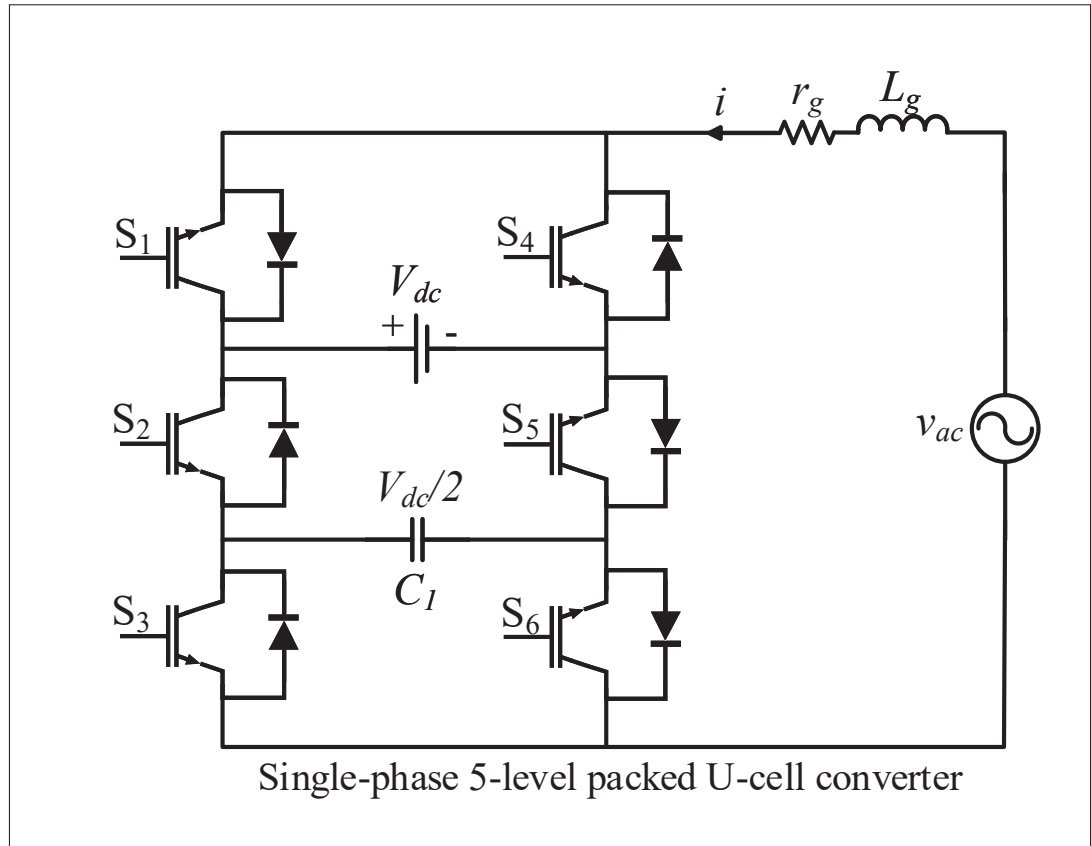 i
r_g
L_g
S_1
S_4
V_dc
+
-
S_2
S_5
v_ac
V_dc/2
C_1
S_3
S_6
Single-phase 5-level packed U-cell converter